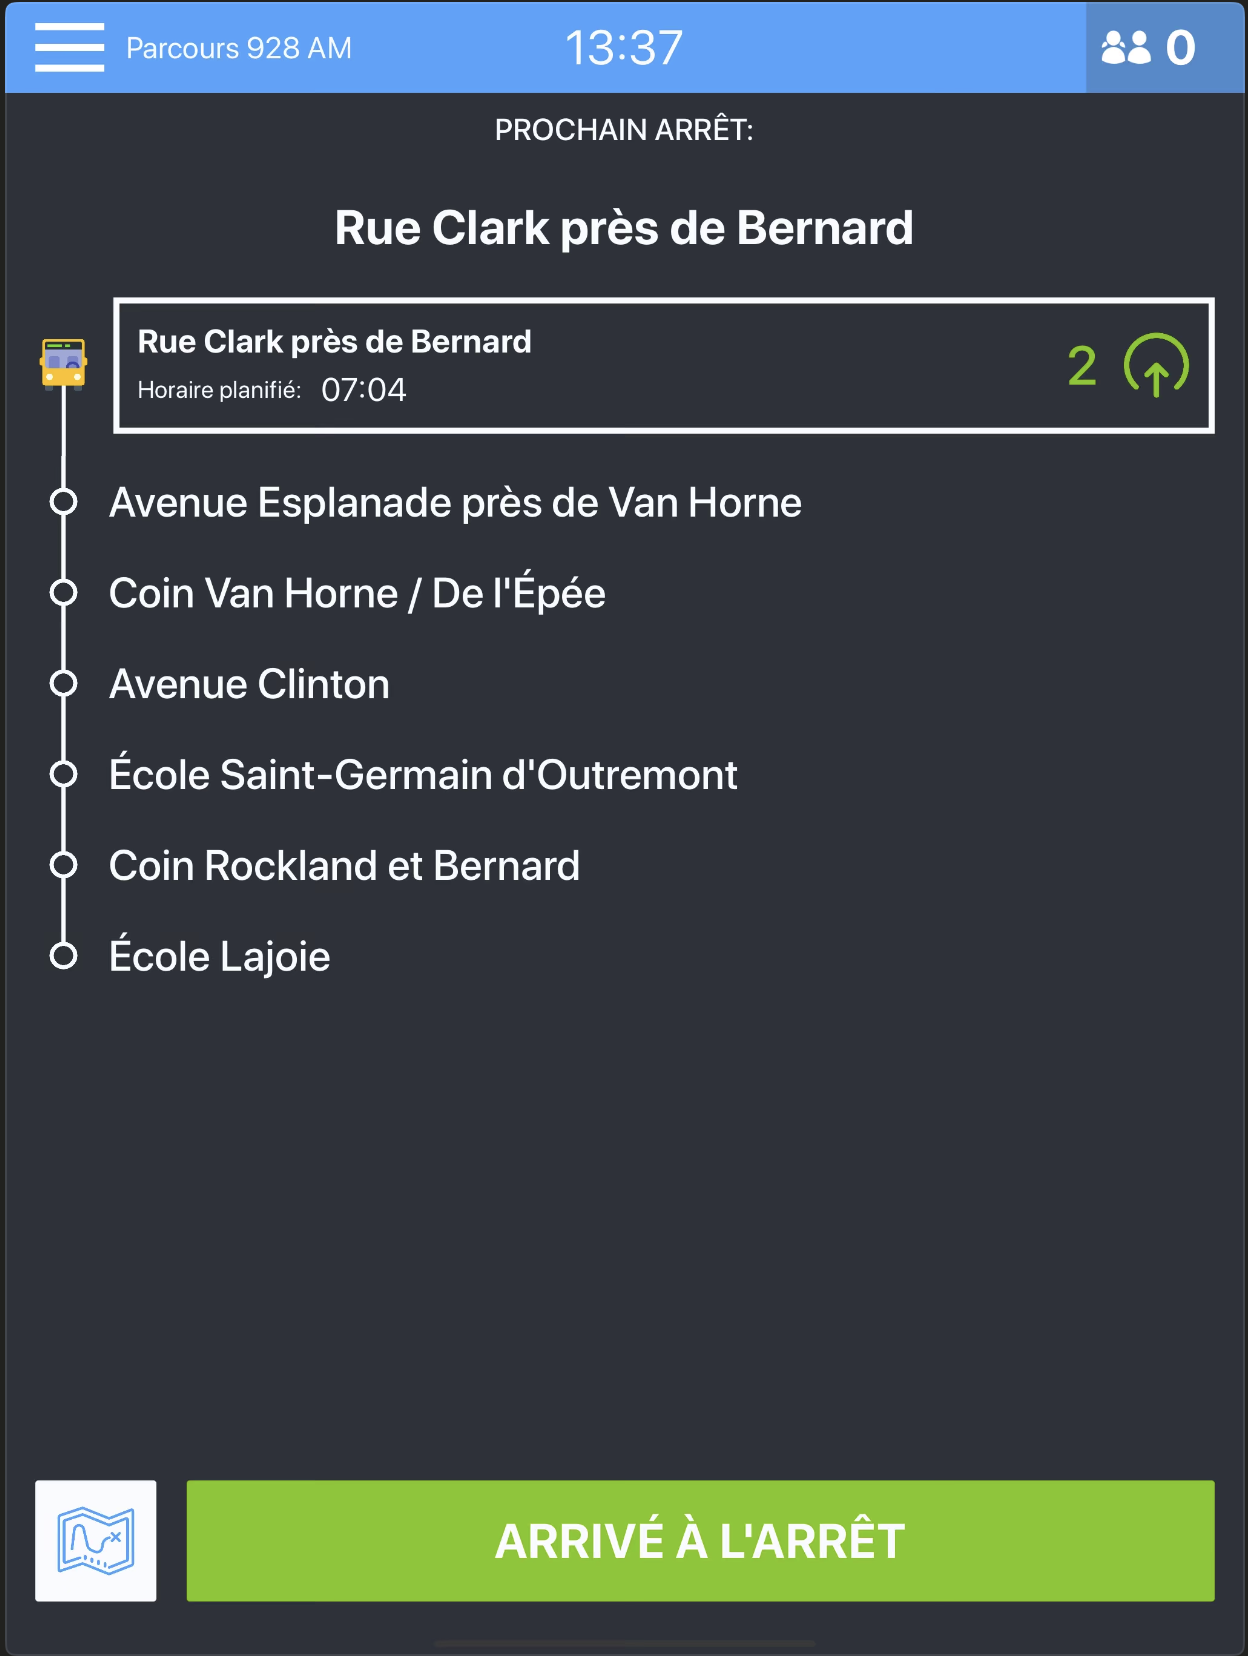 Parcours 928 AM
13:37
0
PROCHAIN ARRÊT:
Rue Clark près de Bernard
Rue Clark près de Bernard
Horaire planifié: 07:04
2
Avenue Esplanade près de Van Horne
Coin Van Horne / De l'Épée
Avenue Clinton
École Saint-Germain d'Outremont
Coin Rockland et Bernard
École Lajoie
ARRIVÉ À L'ARRÊT